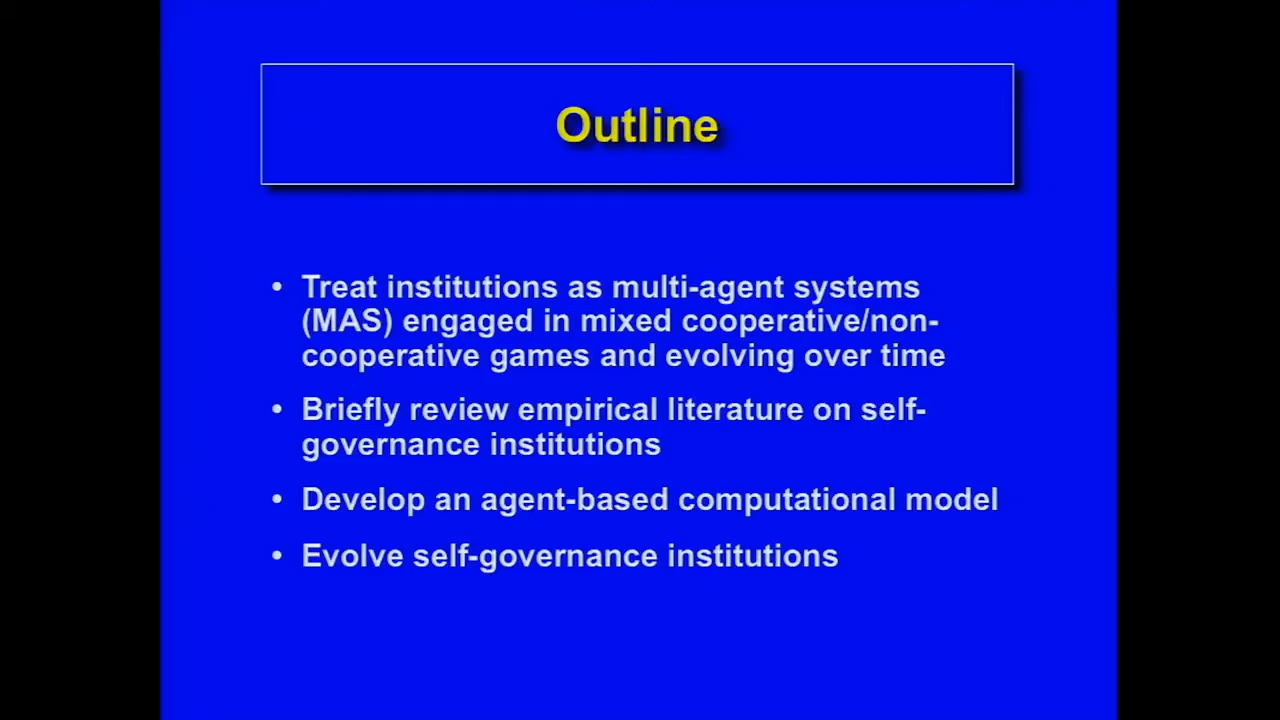 Outline
• Treat institutions as multi-agent systems
(MAS) engaged in mixed cooperative/non-
cooperative games and evolving over time
• Briefly review empirical literature on self-
governance institutions
• Develop an agent-based computational model
• Evolve self-governance institutions